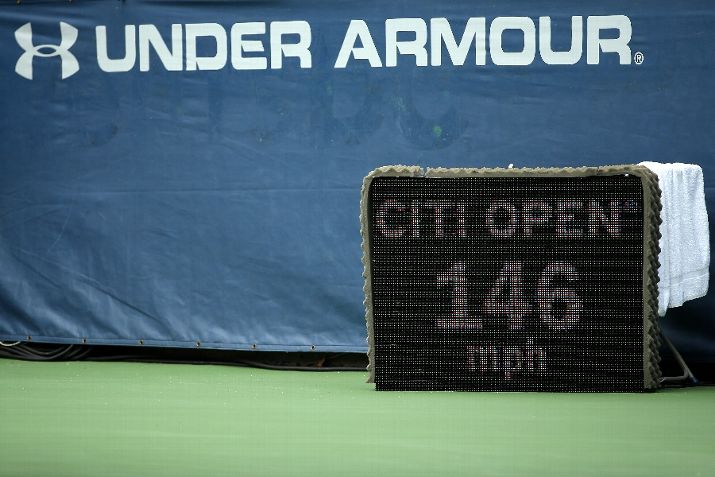 UNDER ARMOUR®
CITI OPEN®
146
mph